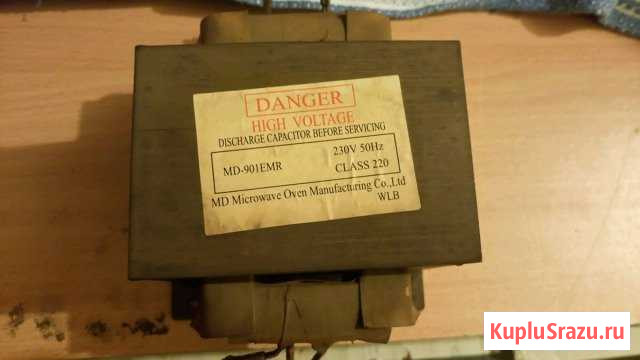 DANGER
HIGH VOLTAGE
DISCHARGE CAPACITOR BEFORE SERVICING
MD-901EMR 230V 50Hz
CLASS 220
MD Microwave Oven Manufacturing Co.,Ltd
WLB
KupluSrazu.ru